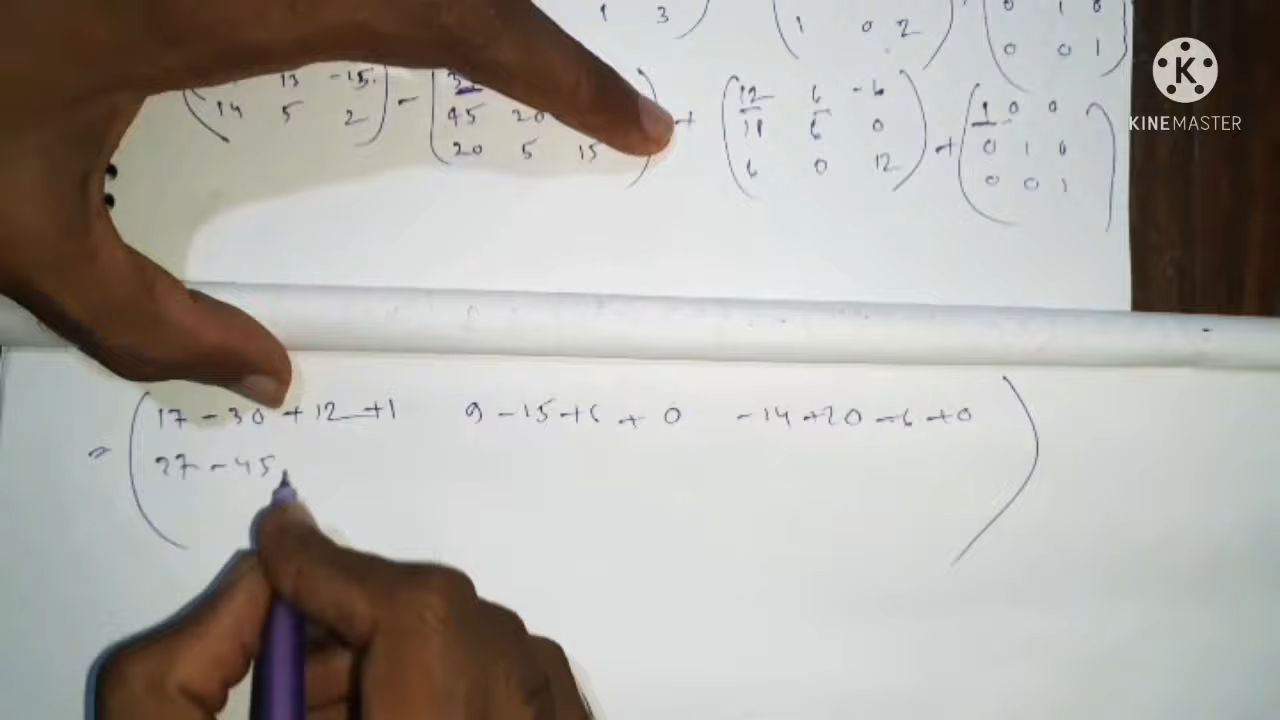 1 3
1 0 2
0 1 0
0 0 1
13 -15
14 5 2 - 45 20
20 5 15
+ 12 6 -6
18 6 0
6 0 12
+ 1 0 0
0 1 0
0 0 1
K
KINEMASTER
= 17 - 30 + 12 + 1 9 - 15 + 6 + 0 - 14 + 20 - 6 + 0
27 - 45